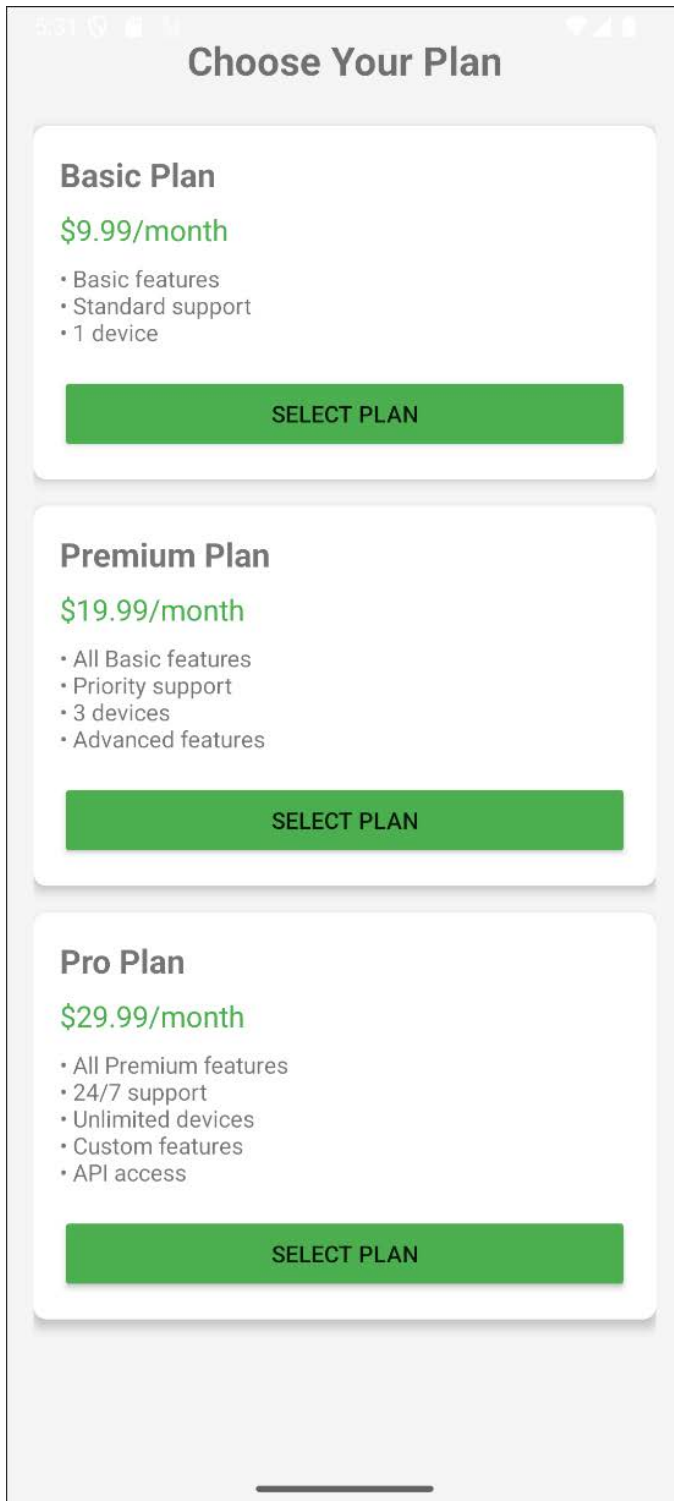 5:31
Choose Your Plan
Basic Plan
$9.99/month
• Basic features
• Standard support
• 1 device
SELECT PLAN
Premium Plan
$19.99/month
• All Basic features
• Priority support
• 3 devices
• Advanced features
SELECT PLAN
Pro Plan
$29.99/month
• All Premium features
• 24/7 support
• Unlimited devices
• Custom features
• API access
SELECT PLAN